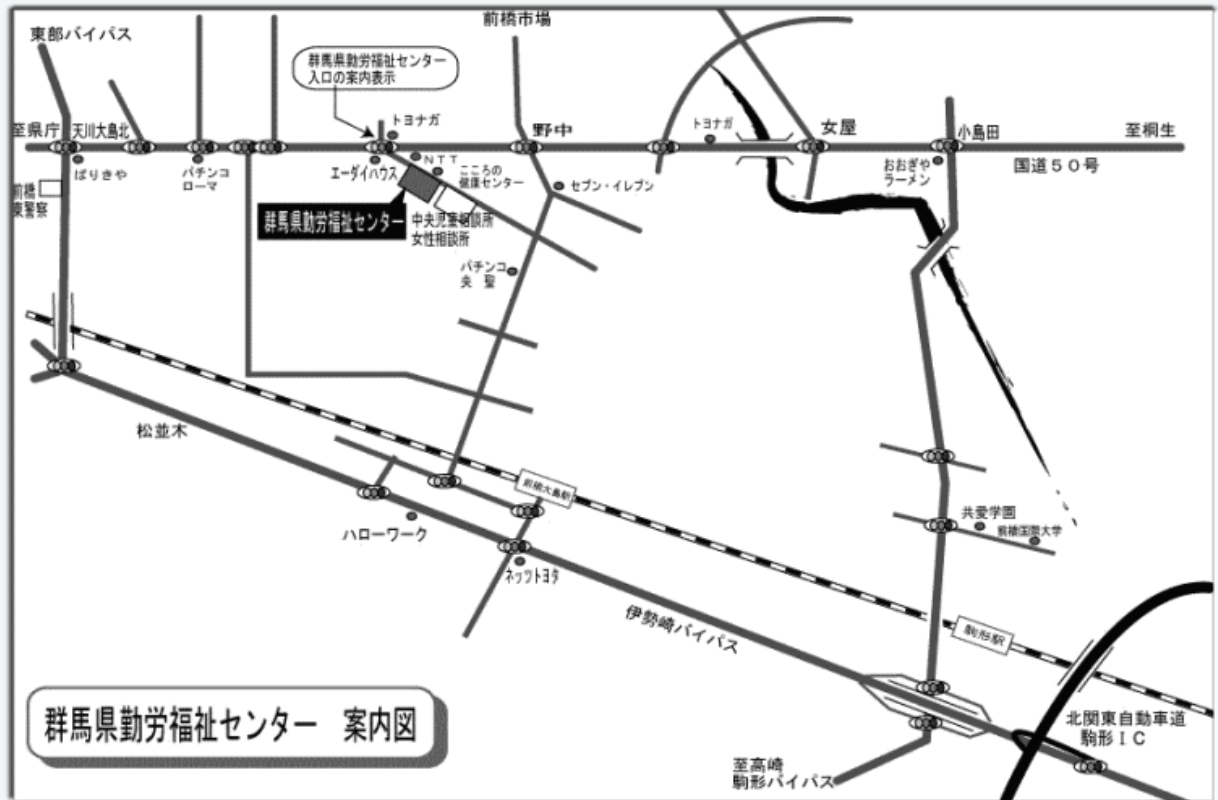 前橋市場
東部バイパス
群馬県勤労福祉センター
入口の案内表示
至県庁
天川大島北
トヨナガ
野中
トヨナガ
女屋
小島田
至桐生
国道50号
ばりきや
パチンコ
ローマ
エーダイハウス
NTT
こころの
健康センター
セブン・イレブン
おおぎや
ラーメン
前橋
東警察
群馬県勤労福祉センター
中央児童相談所
女性相談所
パチンコ
央聖
松並木
前橋大島駅
ハローワーク
ネッツトヨタ
共愛学園
前橋国際大学
伊勢崎バイパス
駒形駅
北関東自動車道
駒形IC
至高崎
駒形バイパス
群馬県勤労福祉センター 案内図